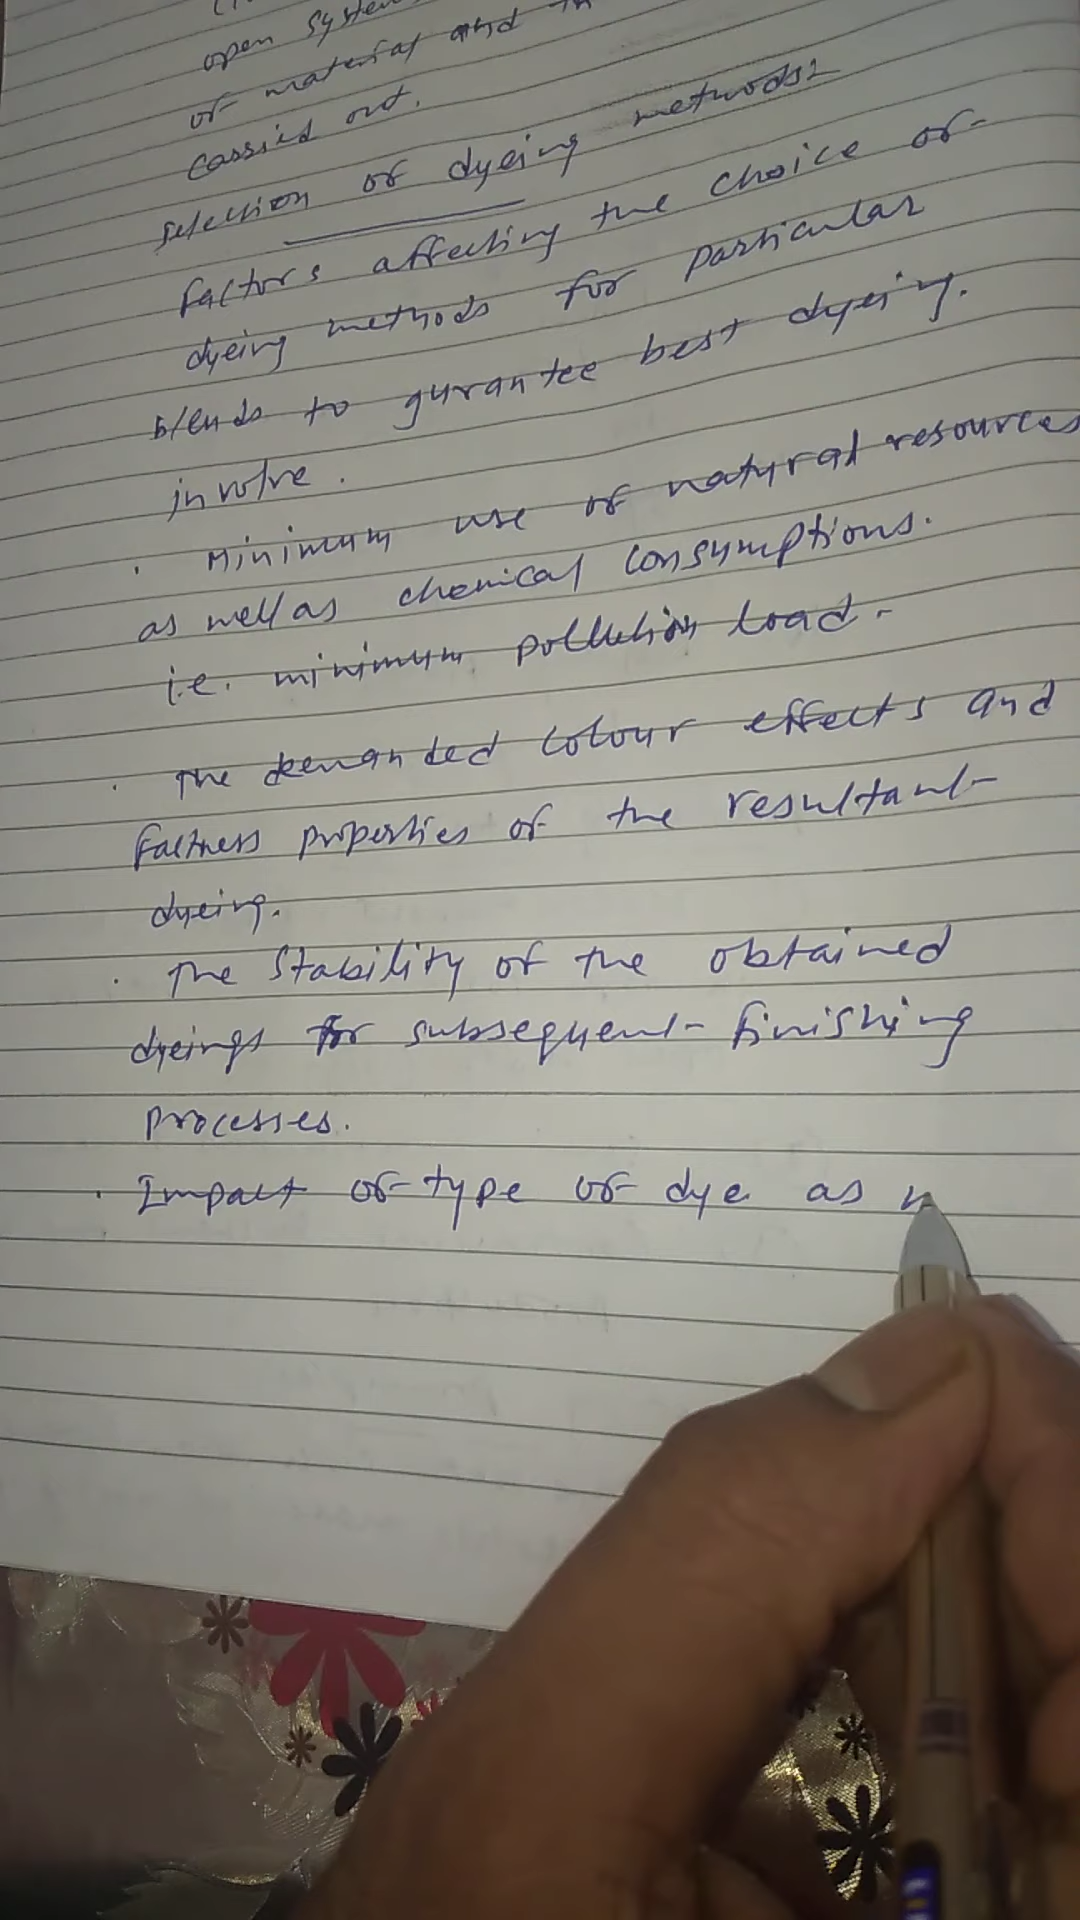 open system
of material and in
carried out.
selection of dyeing methods:
factors affecting the choice of
dyeing methods for particular
blends to gurantee best dyeing.
involve.
· Minimum use of natural resources
as well as chemical consumptions.
i.e. minimum pollution load.
· The demanded colour effects and
fastness properties of the resultant
dyeing.
· The stability of the obtained
dyeings for subsequent finishing
processes.
· Impact of type of dye as